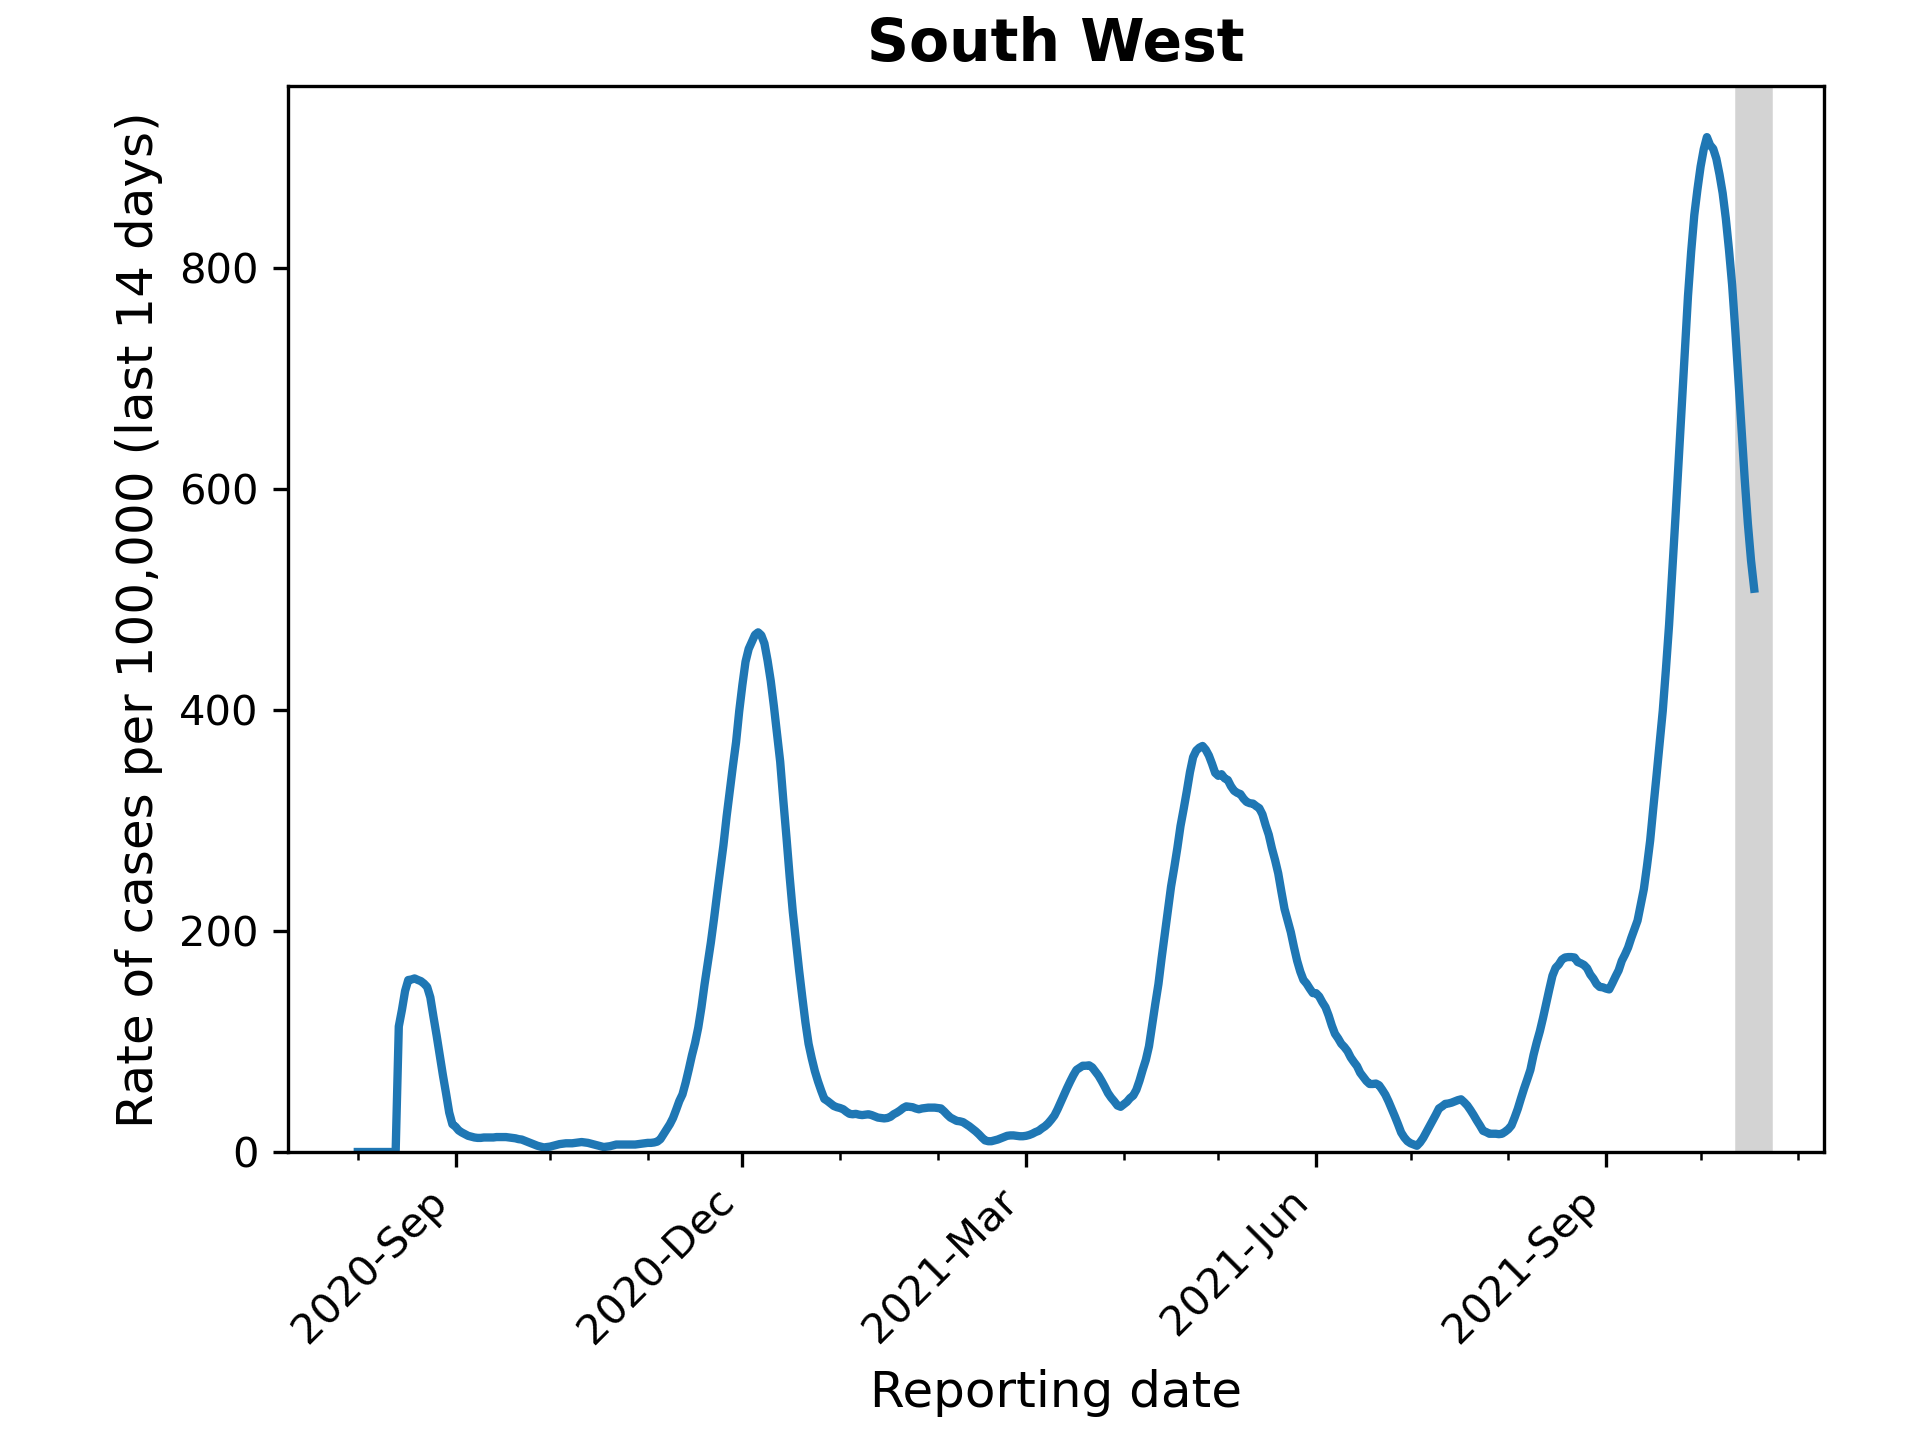 South West
Rate of cases per 100,000 (last 14 days)
800
600
400
200
0
2020-Sep
2020-Dec
2021-Mar
2021-Jun
2021-Sep
Reporting date